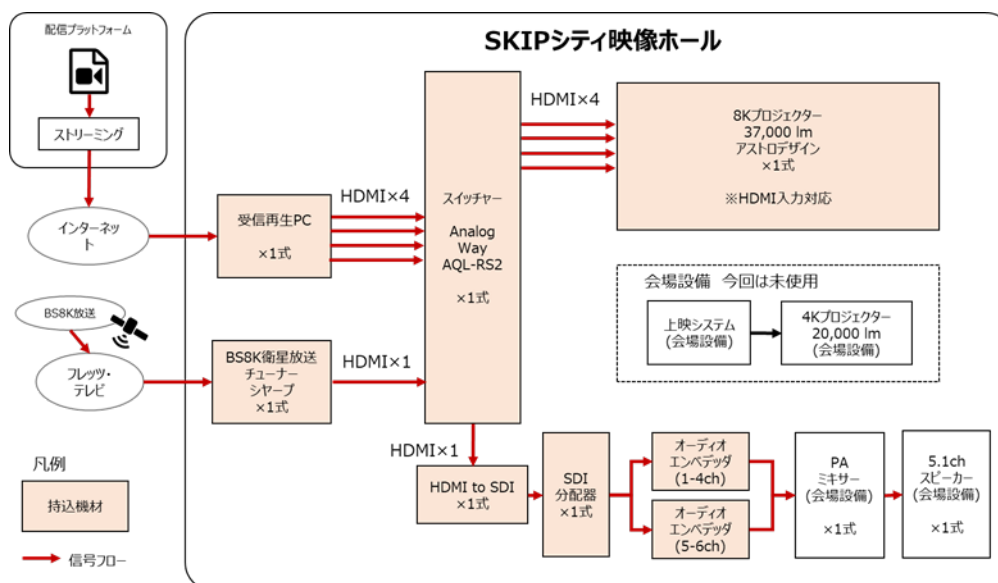 配信プラットフォーム
ストリーミング
インターネッ
ト
BS8K放送
フレッツ・
テレビ
凡例
持込機材
信号フロー
SKIPシティ映像ホール
受信再生PC
×1式
HDMI×4
BS8K衛星放送
チューナー
シャープ
×1式
HDMI×1
スイッチャー
Analog
Way
AQL-RS2
×1式
HDMI×4
8Kプロジェクター
37,000 lm
アストロデザイン
×1式
※HDMI入力対応
会場設備 今回は未使用
上映システム
(会場設備)
4Kプロジェクター
20,000 lm
(会場設備)
HDMI×1
HDMI to SDI
×1式
SDI
分配器
×1式
オーディオ
エンベデッダ
(1-4ch)
オーディオ
エンベデッダ
(5-6ch)
PA
ミキサー
(会場設備)
×1式
5.1ch
スピーカー
(会場設備)
×1式